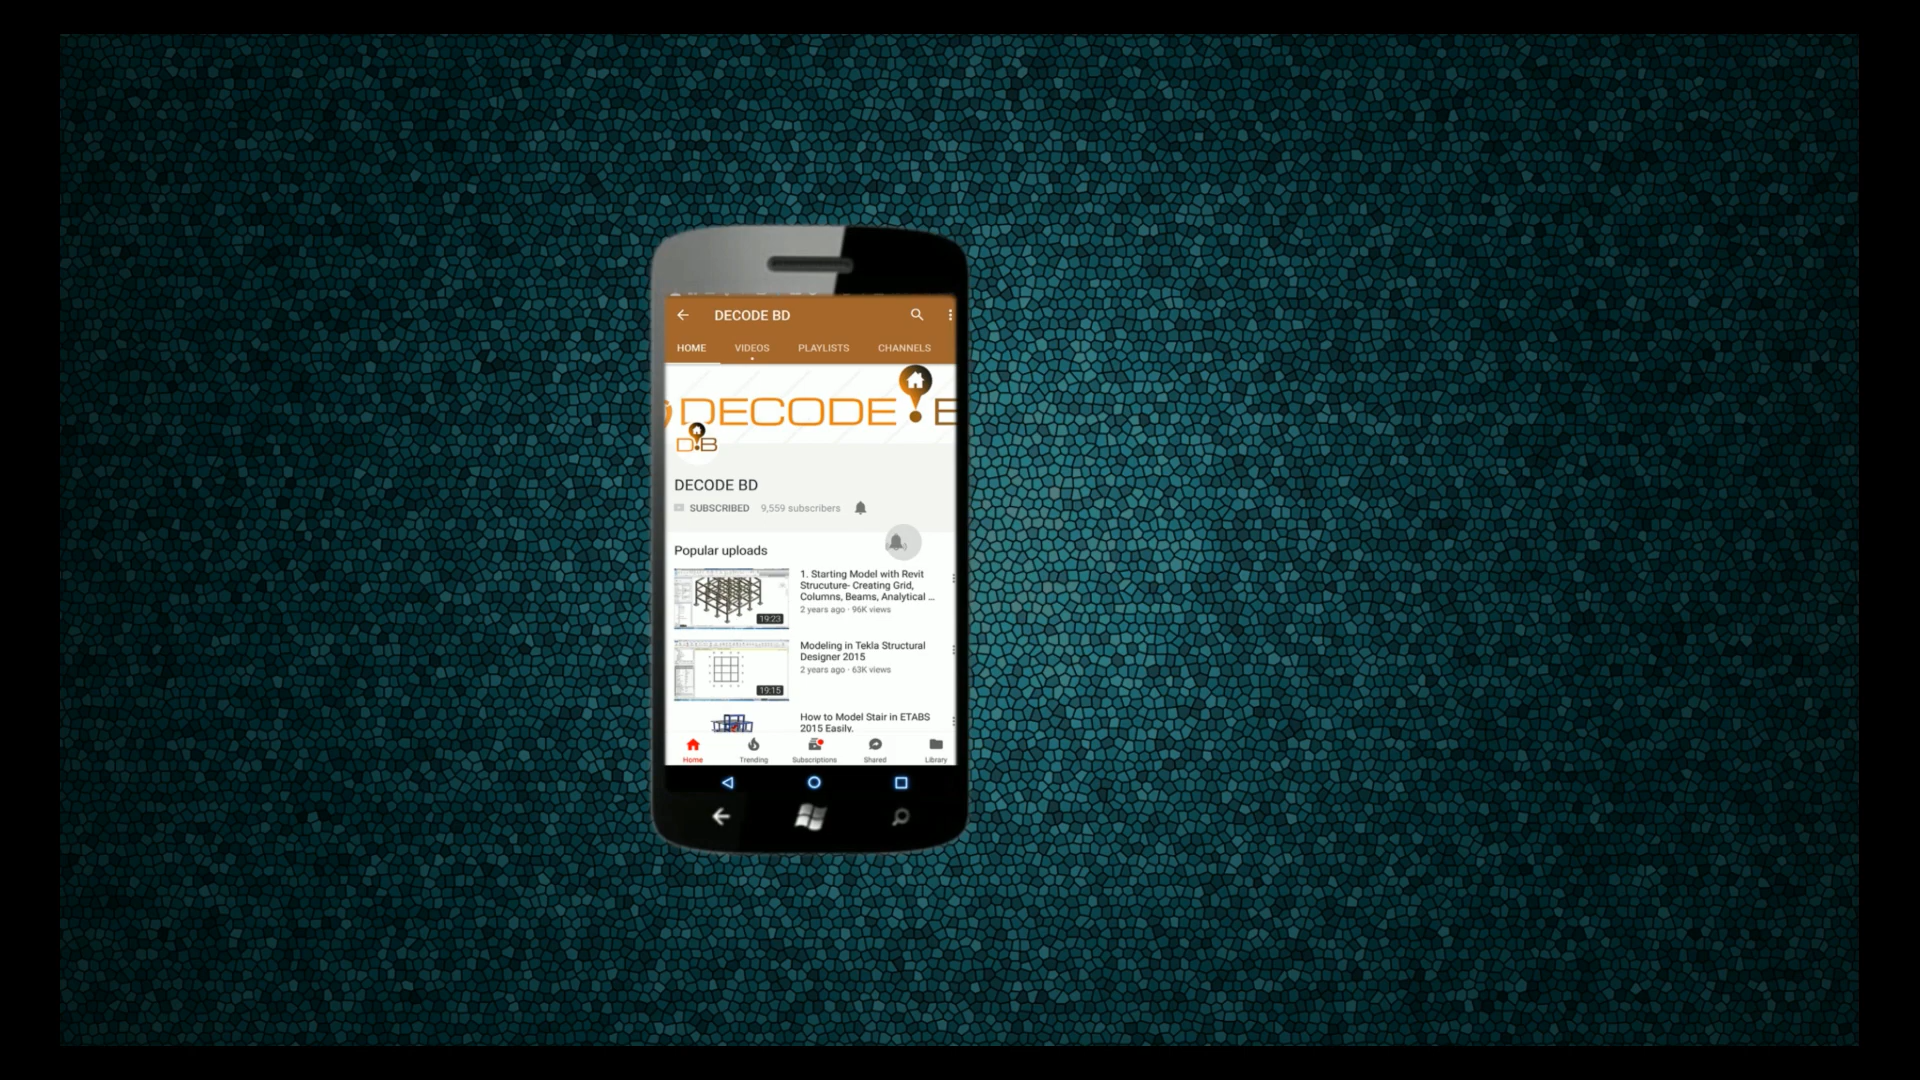 DECODE BD
HOME VIDEOS PLAYLISTS CHANNELS
DECODE B
D B
DECODE BD
SUBSCRIBED 9,559 subscribers
Popular uploads
1. Starting Model with Revit
Strucuture- Creating Grid,
Columns, Beams, Analytical ...
2 years ago · 96K views
19:23
Modeling in Tekla Structural
Designer 2015
2 years ago · 63K views
19:15
How to Model Stair in ETABS
2015 Easily.
Home Trending Subscriptions Shared Library